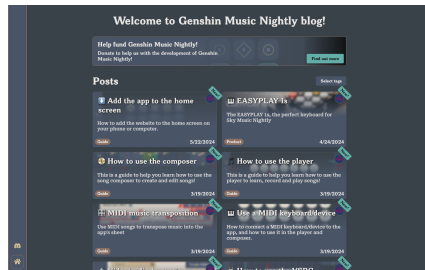 Welcome to Genshin Music Nightly blog!
Help fund Genshin Music Nightly!
Donate to help us with the development of Genshin
Music Nightly!
Find out more
Posts
Select tags
Add the app to the home
screen
How to add the website to the home screen on
your phone or computer.
Guide
5/22/2024
EASYPLAY 1s
The EASYPLAY 1s, the perfect keyboard for
Sky Music Nightly
Product
4/24/2024
How to use the composer
This is a guide to help you learn how to use the
song composer to create and edit songs!
Guide
3/19/2024
How to use the player
This is a guide to help you learn how to use the
player to learn, record and play songs!
Guide
3/19/2024
MIDI music transposition
Use MIDI songs to transpose music into the
app's sheet
Guide
3/19/2024
Use a MIDI keyboard/device
How to connect a MIDI keyboard/device to the
app, and how to use it in the player and
composer.
Guide
3/19/2024